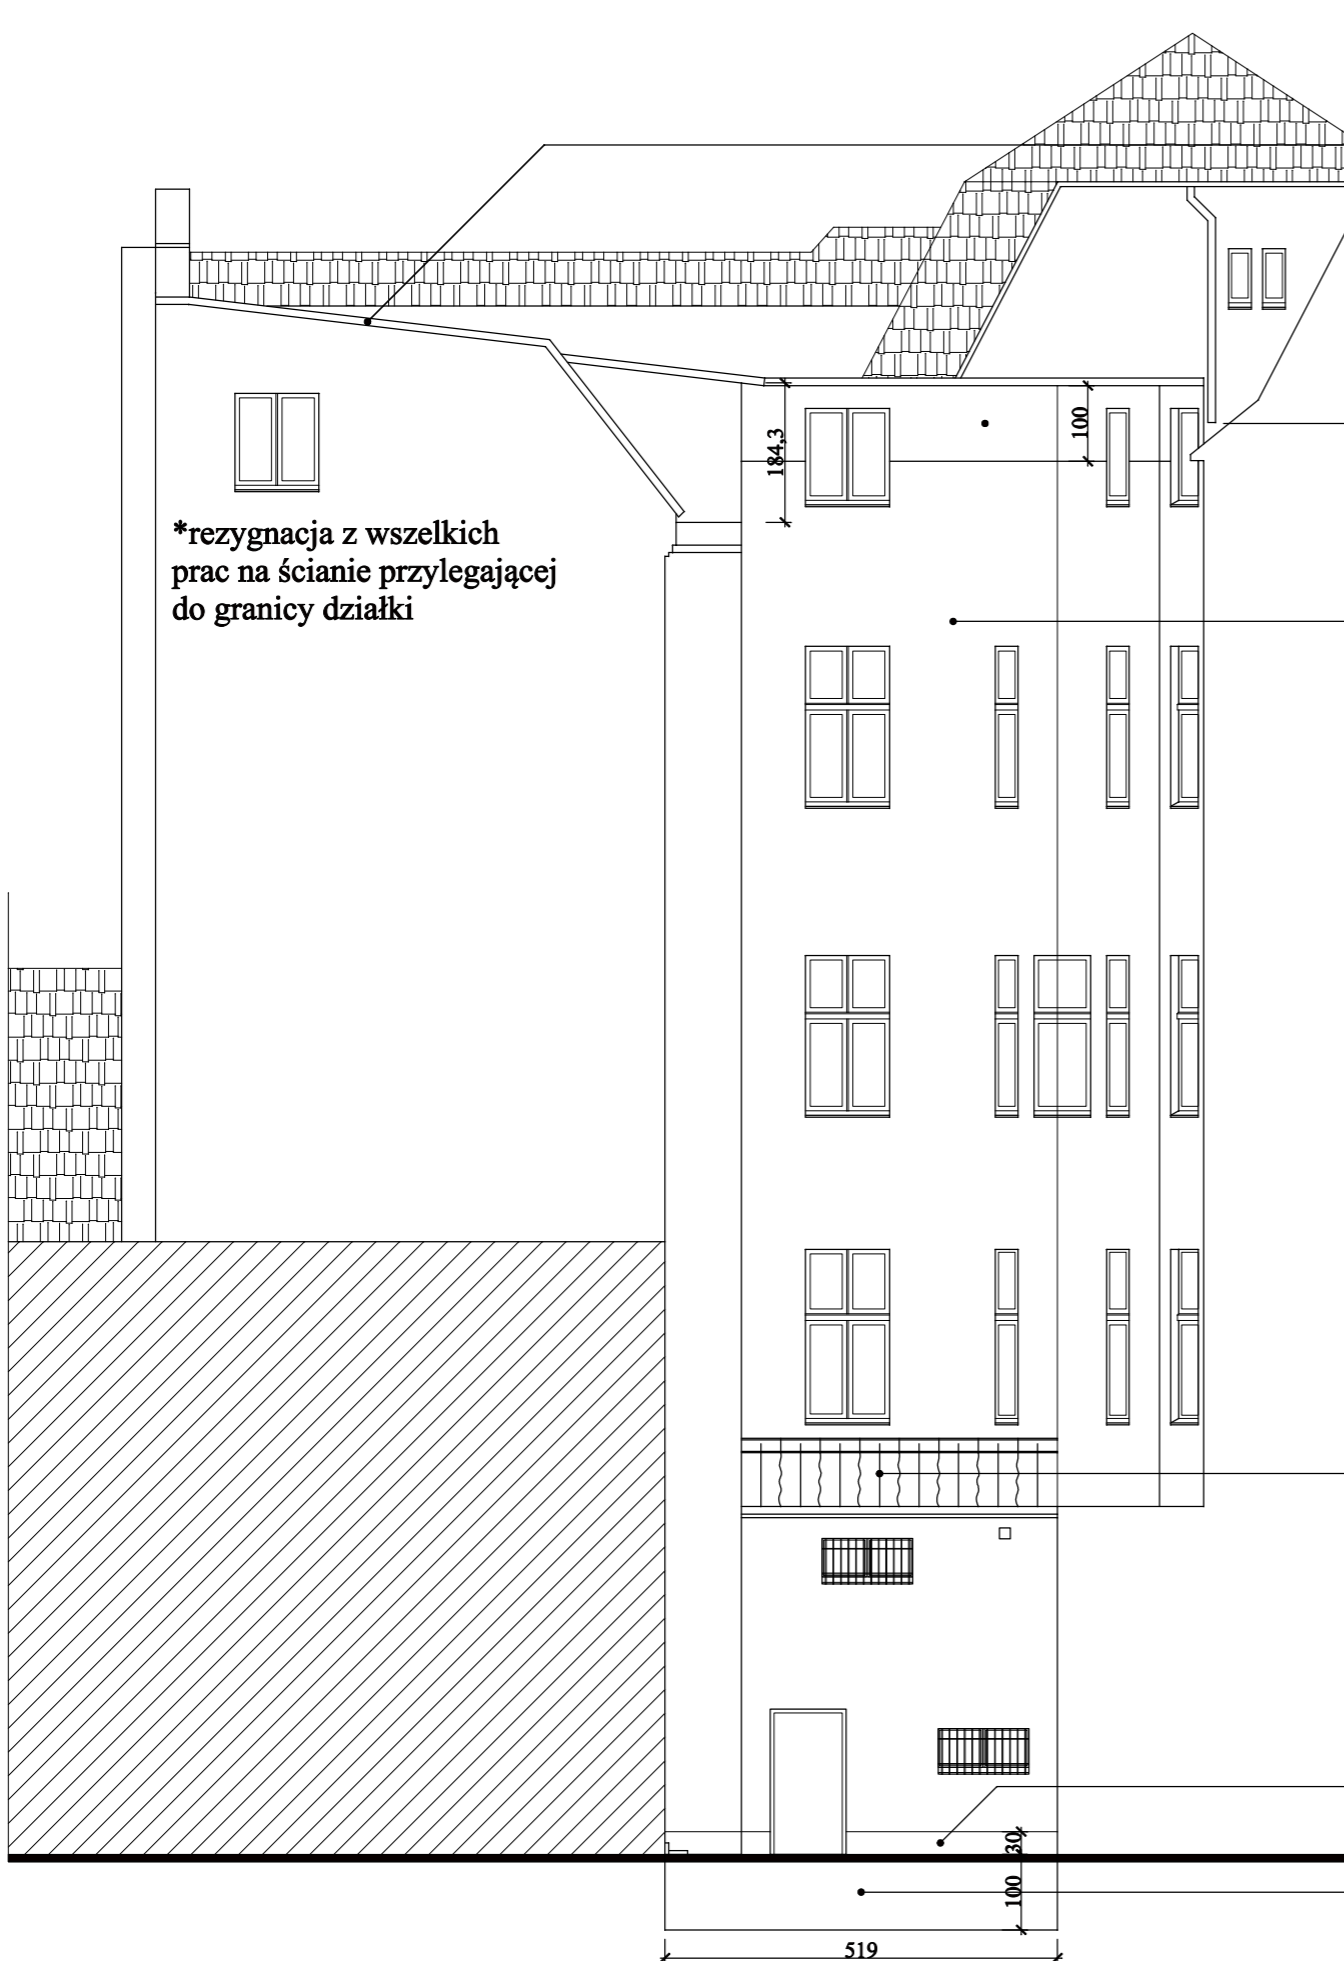 100
184,3
*rezygnacja z wszelkich
prac na ścianie przylegającej
do granicy działki
30
100
519